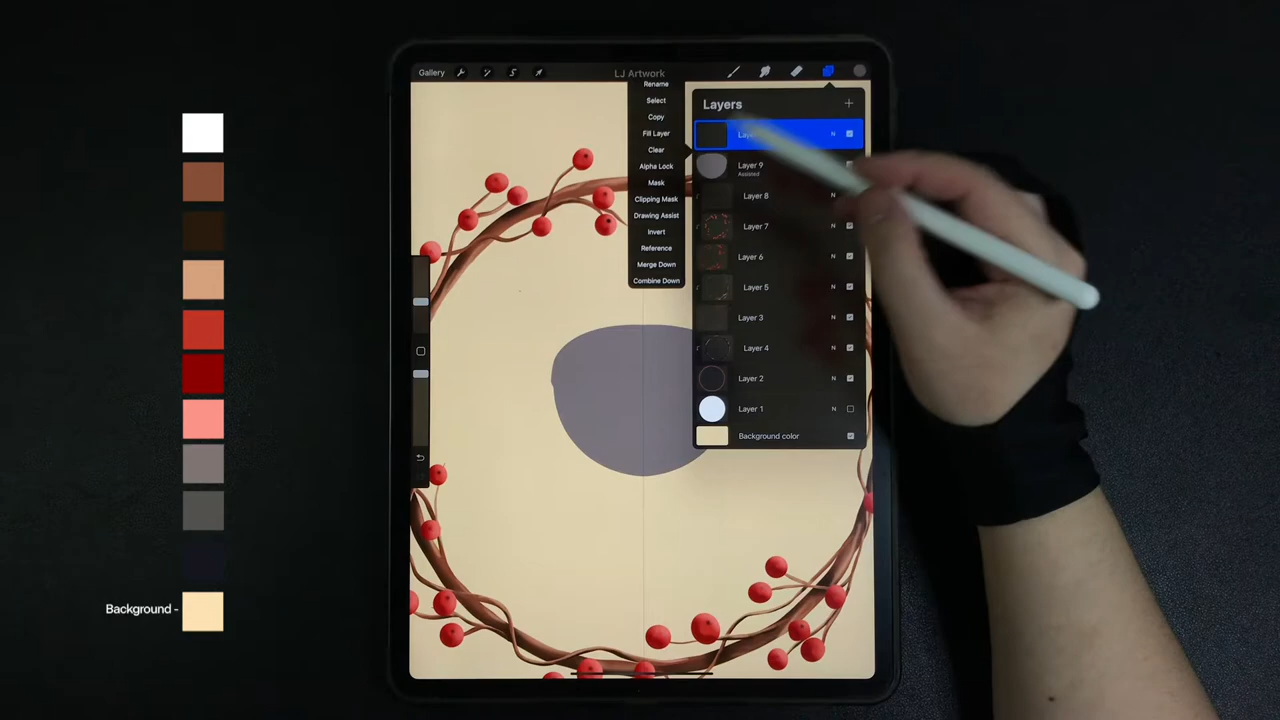 Gallery
LJ Artwork
Rename
Select
Copy
Fill Layer
Clear
Alpha Lock
Mask
Clipping Mask
Drawing Assist
Invert
Reference
Merge Down
Combine Down
Layers
N
Layer 9
Assisted
Layer 8
N
Layer 7
N
Layer 6
N
Layer 5
N
Layer 3
N
Layer 4
N
Layer 2
N
Layer 1
N
Background color
Background -